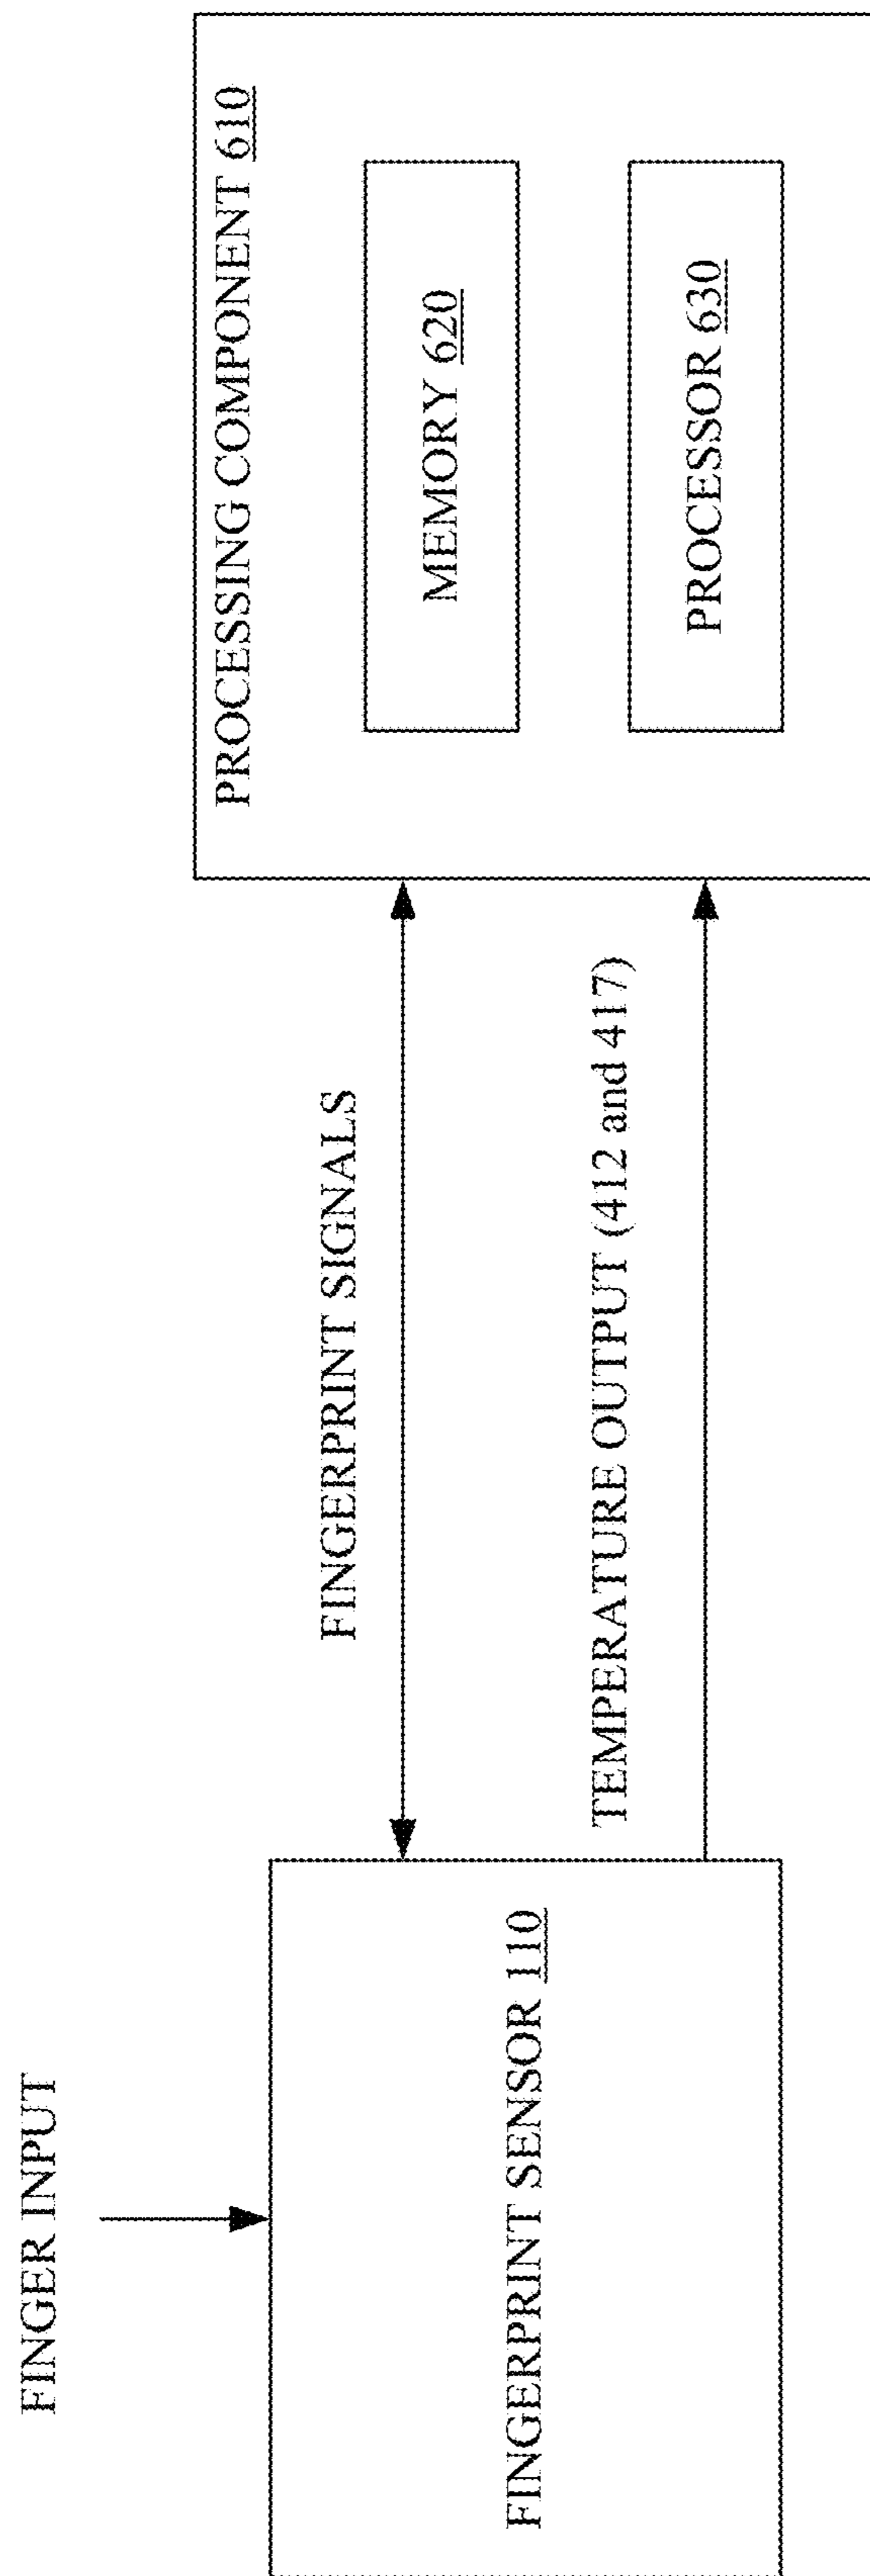 FINGER INPUT
FINGERPRINT SENSOR 110
FINGERPRINT SIGNALS
TEMPERATURE OUTPUT (412 and 417)
PROCESSING COMPONENT 610
MEMORY 620
PROCESSOR 630